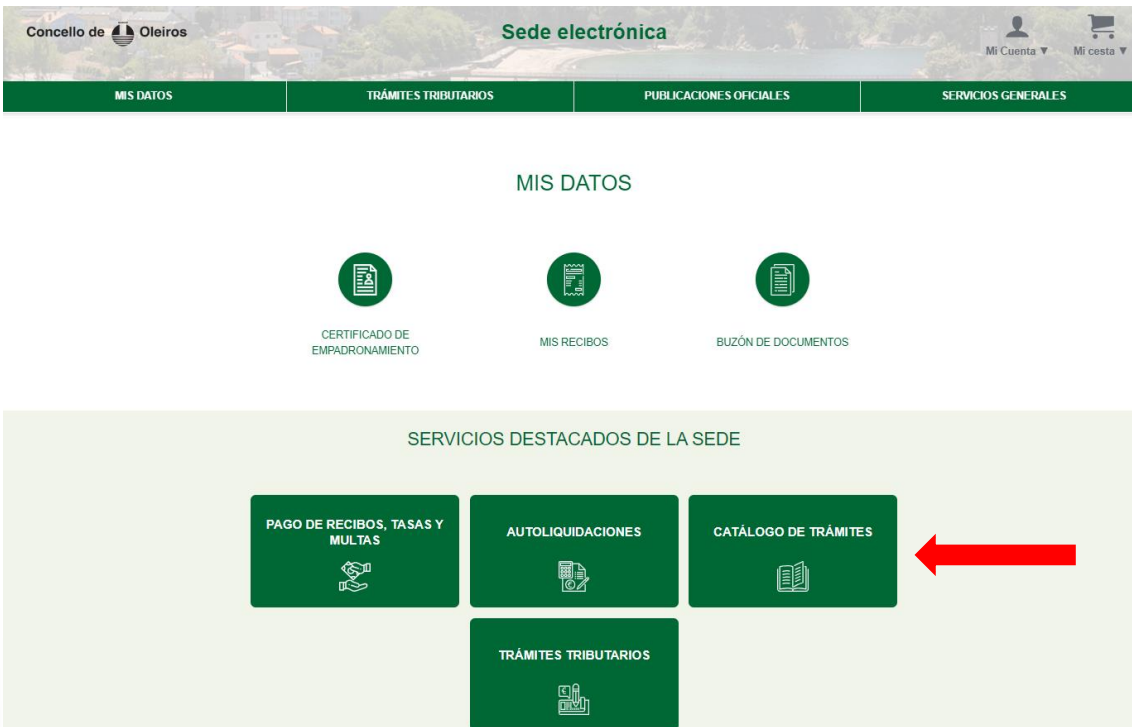 Concello de Oleiros
Sede electrónica
Mi Cuenta ▼
Mi cesta ▼
MIS DATOS
TRÁMITES TRIBUTARIOS
PUBLICACIONES OFICIALES
SERVICIOS GENERALES
MIS DATOS
CERTIFICADO DE
EMPADRONAMIENTO
MIS RECIBOS
BUZÓN DE DOCUMENTOS
SERVICIOS DESTACADOS DE LA SEDE
PAGO DE RECIBOS, TASAS Y
MULTAS
AUTOLIQUIDACIONES
CATÁLOGO DE TRÁMITES
TRÁMITES TRIBUTARIOS